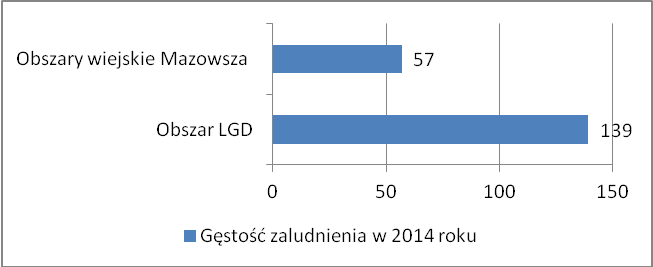 Obszary wiejskie Mazowsza 57
Obszar LGD 139
0 50 100 150
Gęstość zaludnienia w 2014 roku